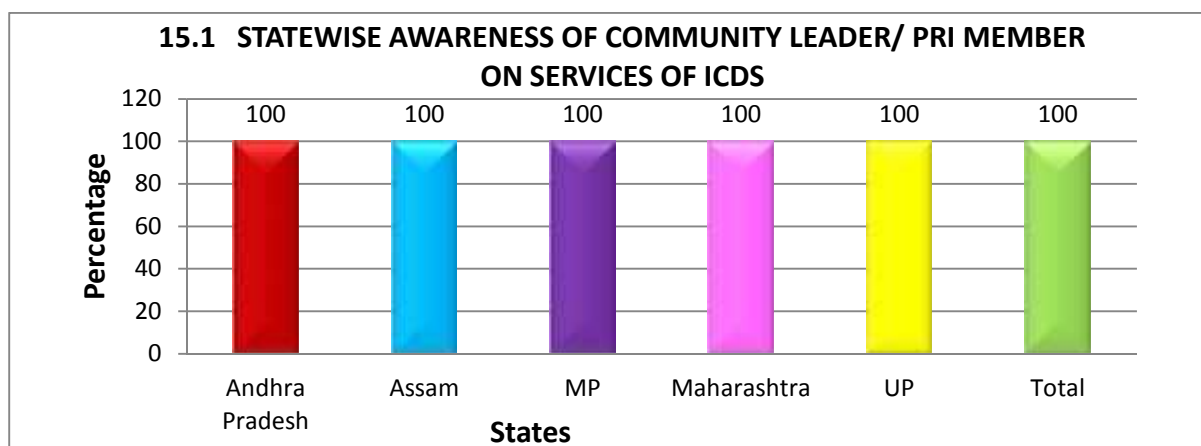 15.1 STATEWISE AWARENESS OF COMMUNITY LEADER/ PRI MEMBER
ON SERVICES OF ICDS
Percentage
120
100
80
60
40
20
0
100 100 100 100 100 100
Andhra Pradesh
Assam
MP
Maharashtra
UP
Total
States